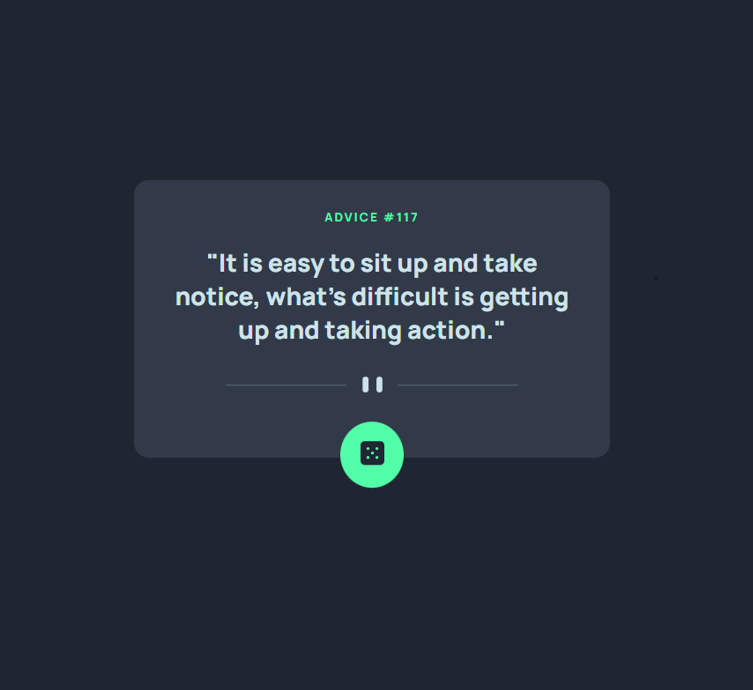 ADVICE #117
"It is easy to sit up and take
notice, what's difficult is getting
up and taking action."